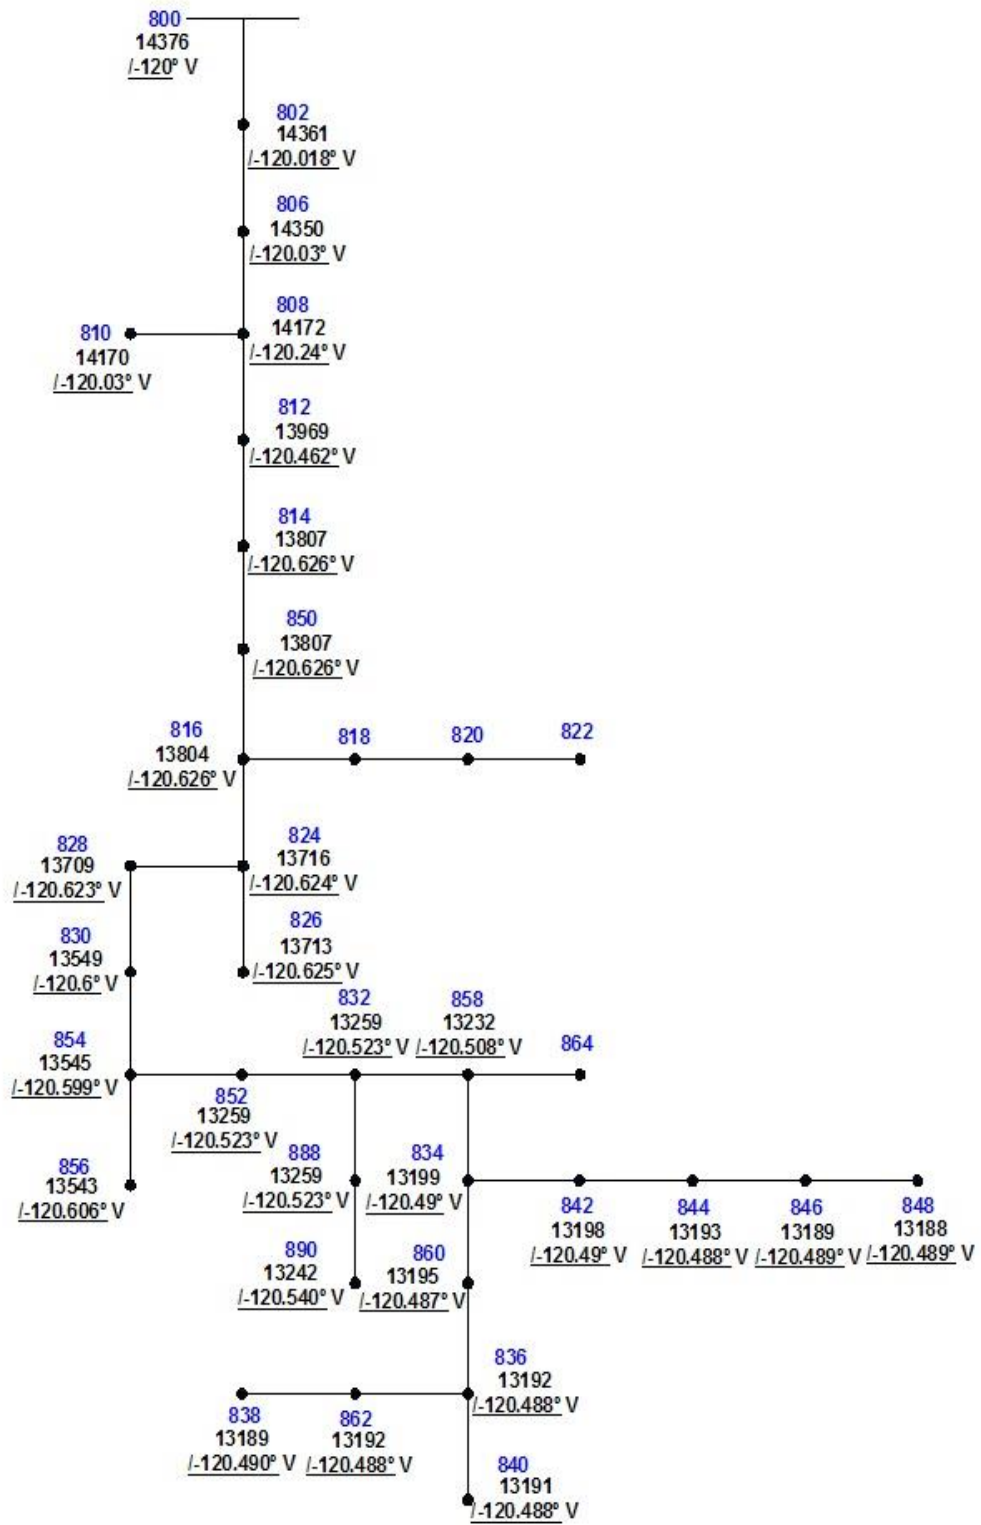 800
14376
/-120° V
802
14361
/-120.018° V
806
14350
/-120.03° V
808
14172
/-120.24° V
810
14170
/-120.03° V
812
13969
/-120.462° V
814
13807
/-120.626° V
850
13807
/-120.626° V
816
13804
/-120.626° V
818
820
822
824
13716
/-120.624° V
828
13709
/-120.623° V
826
13713
/-120.625° V
830
13549
/-120.6° V
832
13259
/-120.523° V
858
13232
/-120.508° V
864
854
13545
/-120.599° V
852
13259
/-120.523° V
856
13543
/-120.606° V
888
13259
/-120.523° V
834
13199
/-120.49° V
842
13198
/-120.49° V
844
13193
/-120.488° V
846
13189
/-120.489° V
848
13188
/-120.489° V
890
13242
/-120.540° V
860
13195
/-120.487° V
836
13192
/-120.488° V
838
13189
/-120.490° V
862
13192
/-120.488° V
840
13191
/-120.488° V